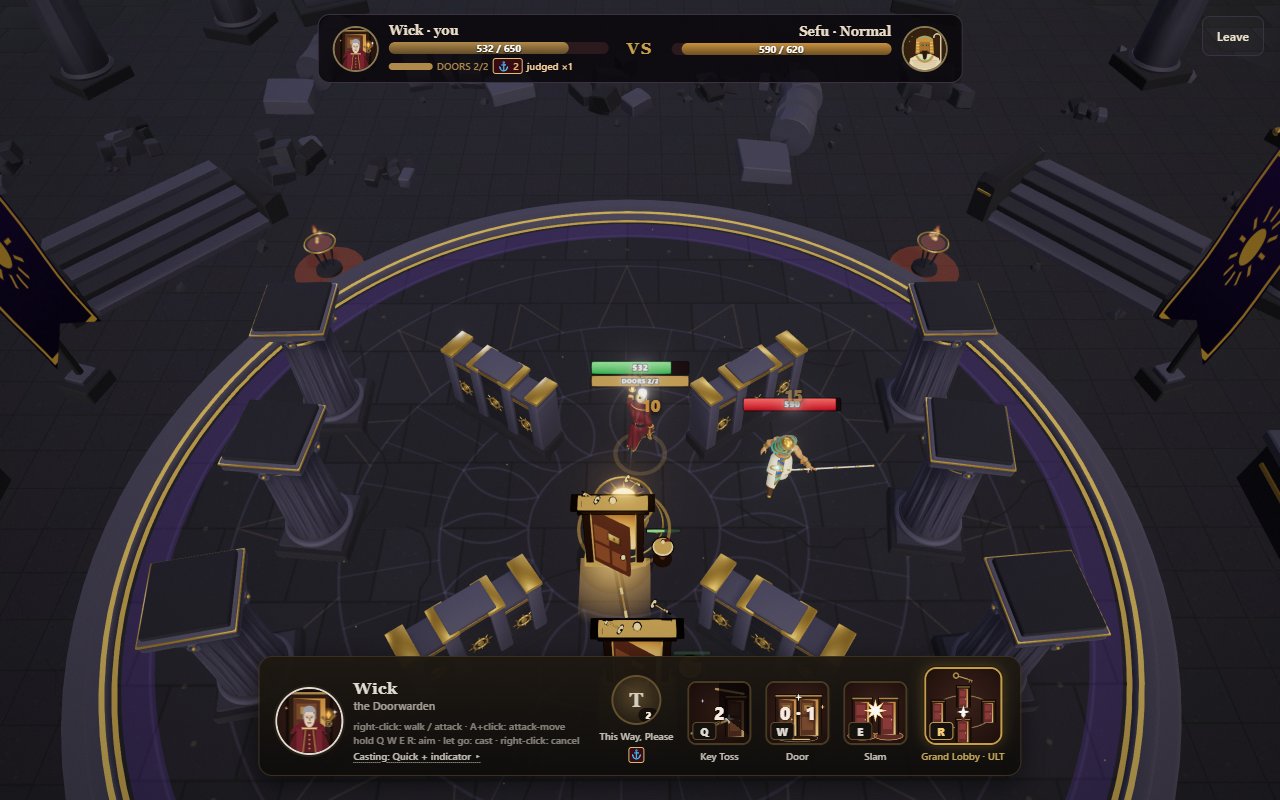 Wick · you
532 / 650
DOORS 2/2 2 judged ×1
VS
Sefu · Normal
590 / 620
Leave
532
DOORS 2/2
10
15
590
Wick
the Doorwarden
right-click: walk / attack · A+click: attack-move
hold Q W E R: aim · let go: cast · right-click: cancel
Casting: Quick + indicator
T
2
This Way, Please
2
Q
Key Toss
0 · 1
W
Door
E
Slam
R
Grand Lobby · ULT